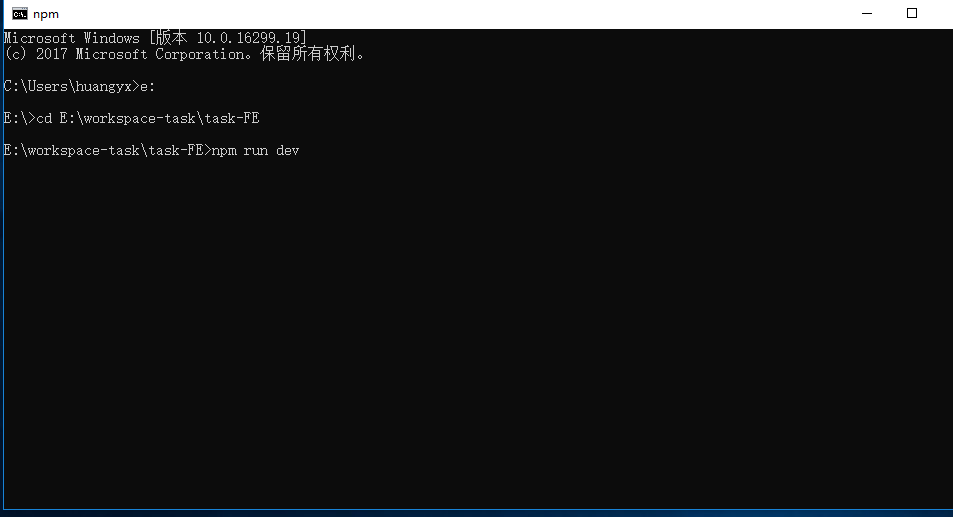 npm
Microsoft Windows [版本 10.0.16299.19]
(c) 2017 Microsoft Corporation。保留所有权利。
C:\Users\huangyx>e:
E:\>cd E:\workspace-task\task-FE
E:\workspace-task\task-FE>npm run dev